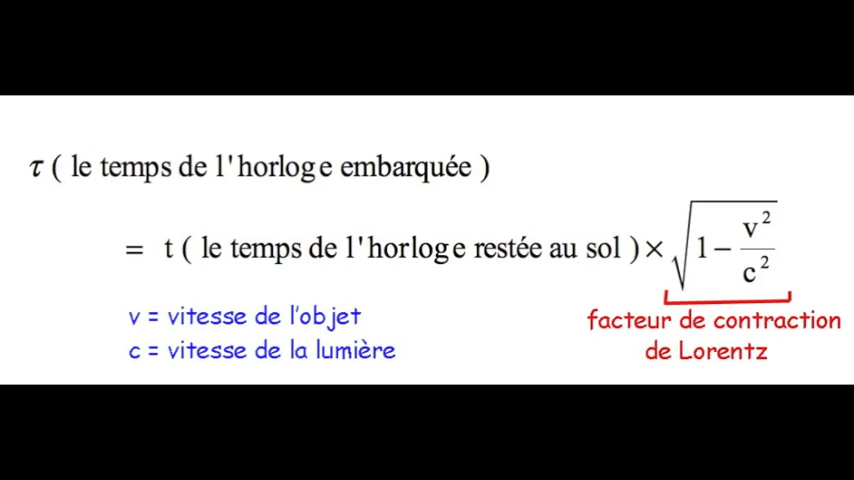 τ ( le temps de l'horloge embarquée )
= t ( le temps de l'horloge restée au sol ) × √(1 − v²/c²)
v = vitesse de l'objet
c = vitesse de la lumière
facteur de contraction
de Lorentz